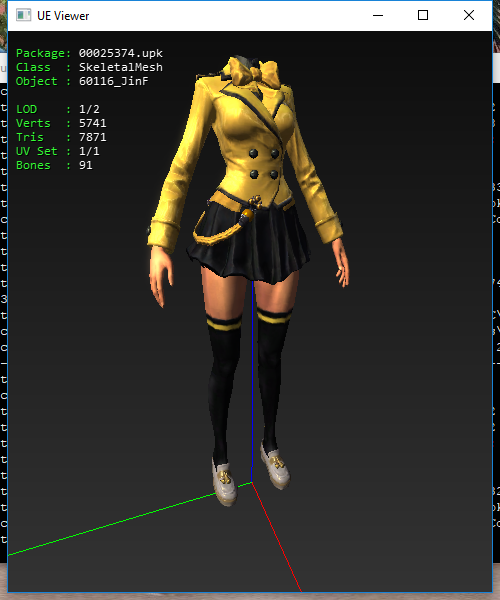 UE Viewer
Package: 00025374.upk
Class  : SkeletalMesh
Object : 60116_JinF
LOD    : 1/2
Verts  : 5741
Tris   : 7871
UV Set : 1/1
Bones  : 91